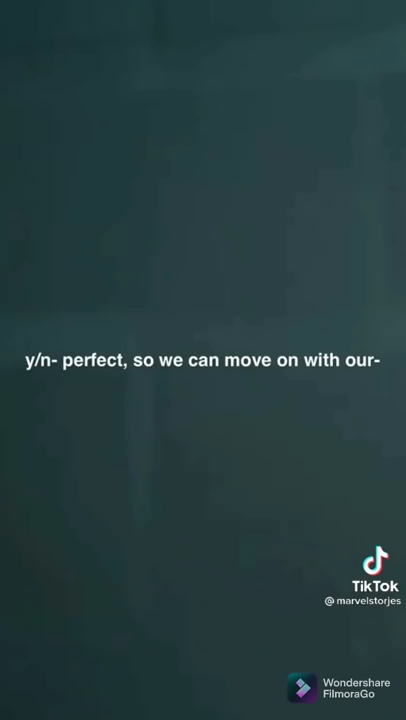 y/n- perfect, so we can move on with our-
TikTok
@ marvelstorjes
Wondershare
FilmoraGo